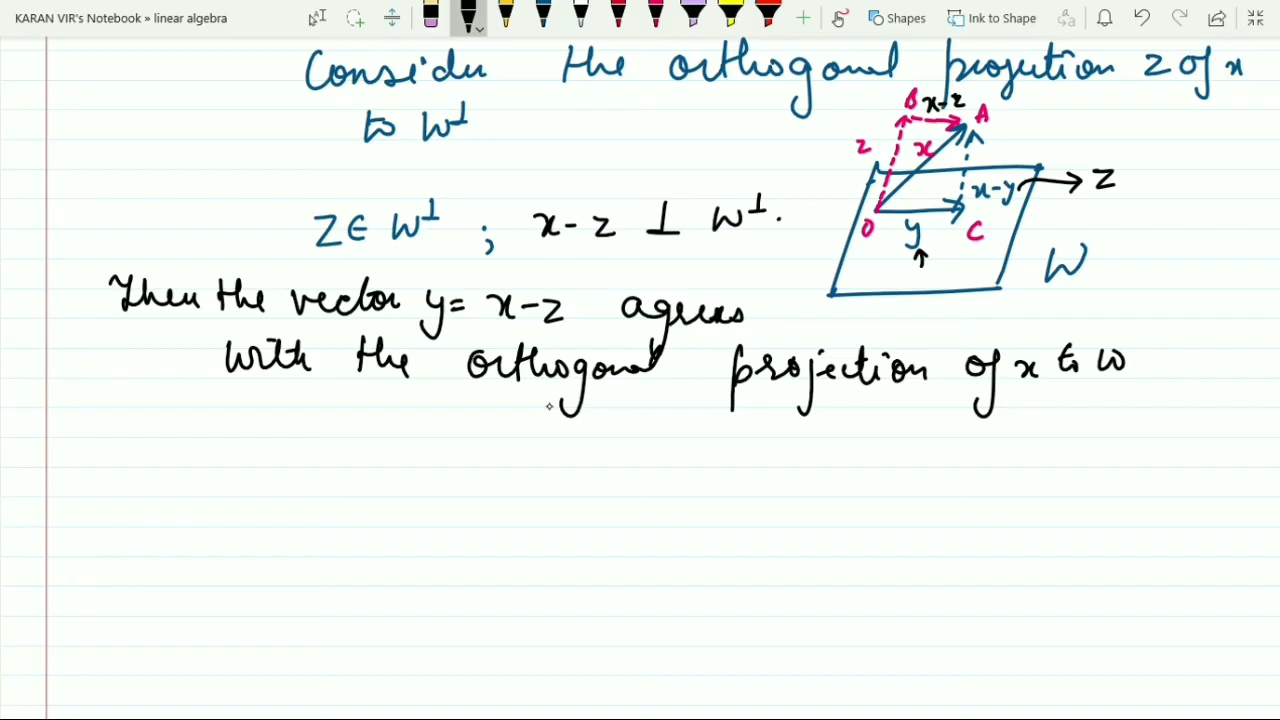 KARAN VIR's Notebook » linear algebra
Shapes
Ink to Shape
Consider the orthogonal projection z of x
to W⊥
B x-z A
z x
x-y → Z
O y C
W
Z ∈ W⊥ ; x-z ⊥ W⊥.
Then the vector y= x-z agrees
with the orthogonal projection of x to W